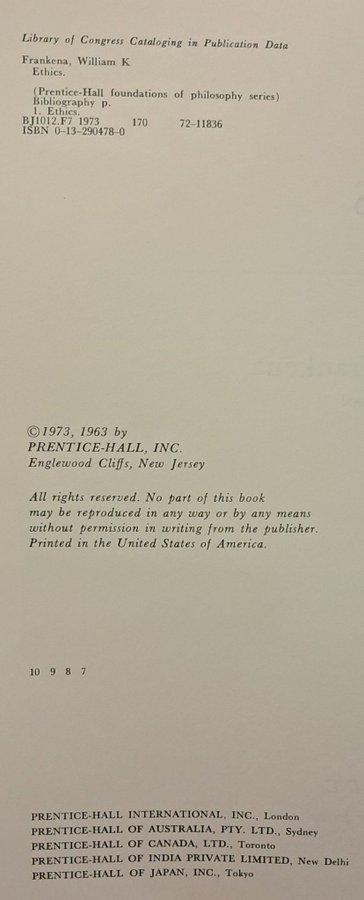 Library of Congress Cataloging in Publication Data
Frankena, William K
Ethics.
(Prentice-Hall foundations of philosophy series)
Bibliography p.
1. Ethics.
BJ1012.F7 1973 170 72-11836
ISBN 0-13-290478-0
©1973, 1963 by
PRENTICE-HALL, INC.
Englewood Cliffs, New Jersey
All rights reserved. No part of this book
may be reproduced in any way or by any means
without permission in writing from the publisher.
Printed in the United States of America.
10 9 8 7
PRENTICE-HALL INTERNATIONAL, INC., London
PRENTICE-HALL OF AUSTRALIA, PTY. LTD., Sydney
PRENTICE-HALL OF CANADA, LTD., Toronto
PRENTICE-HALL OF INDIA PRIVATE LIMITED, New Delhi
PRENTICE-HALL OF JAPAN, INC., Tokyo